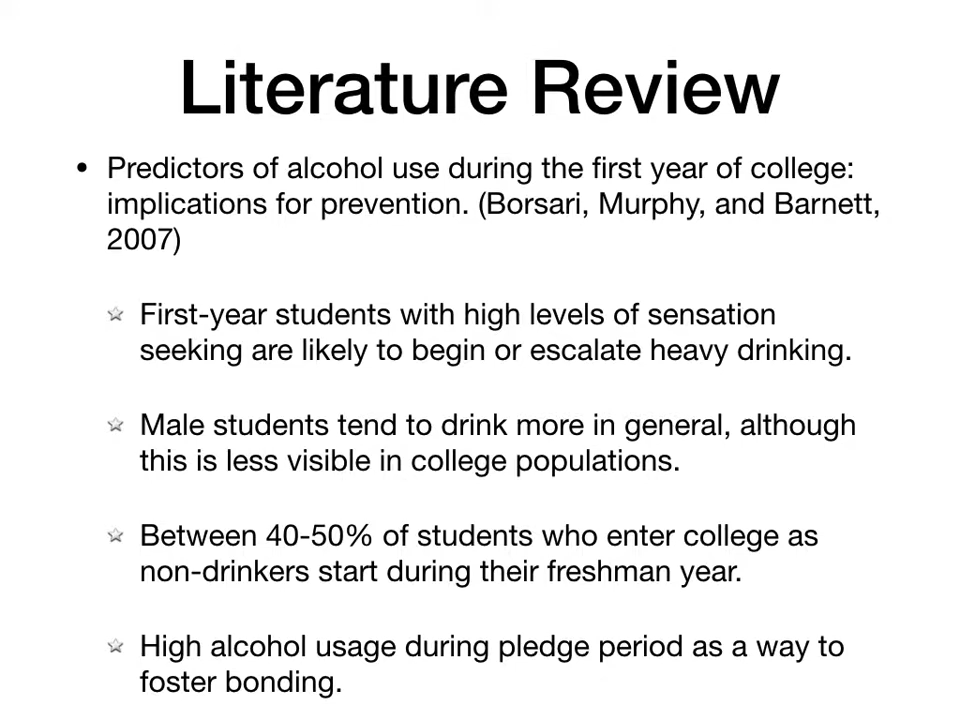 Literature Review
• Predictors of alcohol use during the first year of college:
implications for prevention. (Borsari, Murphy, and Barnett,
2007)
First-year students with high levels of sensation
seeking are likely to begin or escalate heavy drinking.
Male students tend to drink more in general, although
this is less visible in college populations.
Between 40-50% of students who enter college as
non-drinkers start during their freshman year.
High alcohol usage during pledge period as a way to
foster bonding.